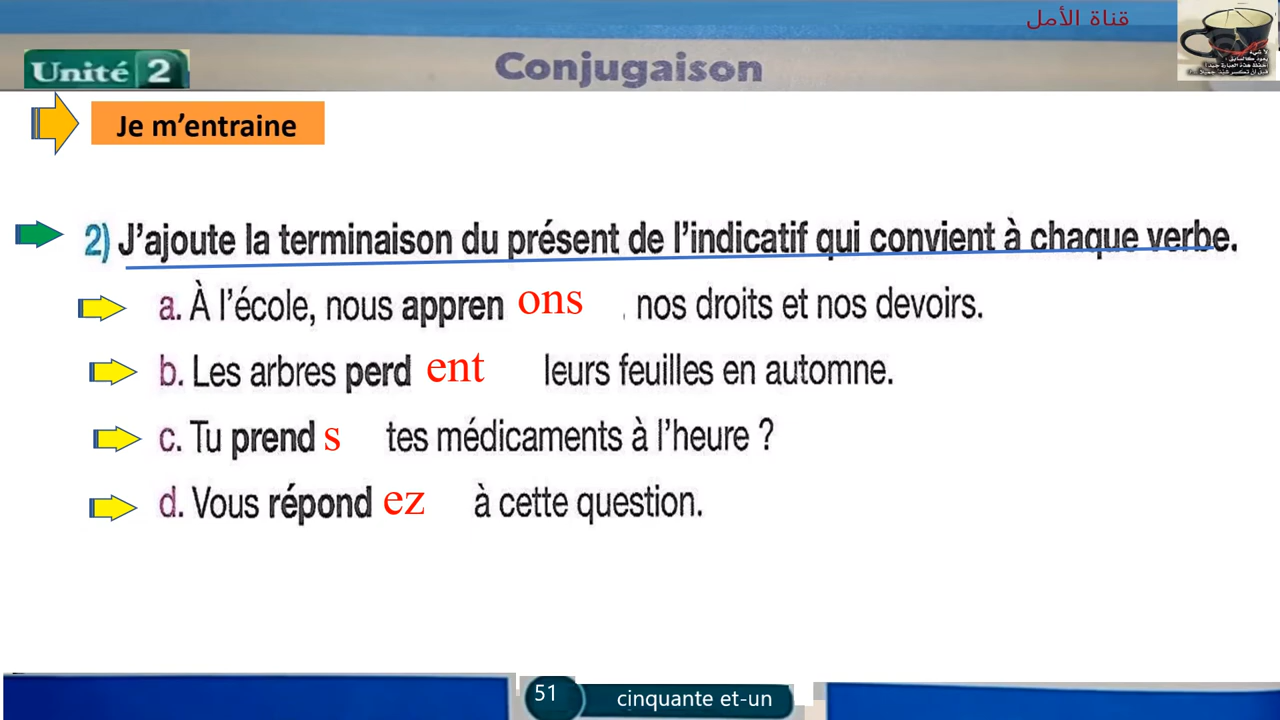 قناة الأمل
Unité 2
Conjugaison
Je m’entraine
2) J’ajoute la terminaison du présent de l’indicatif qui convient à chaque verbe.
a. À l’école, nous appren ons . nos droits et nos devoirs.
b. Les arbres perd ent leurs feuilles en automne.
c. Tu prend s tes médicaments à l’heure ?
d. Vous répond ez à cette question.
51 cinquante et-un